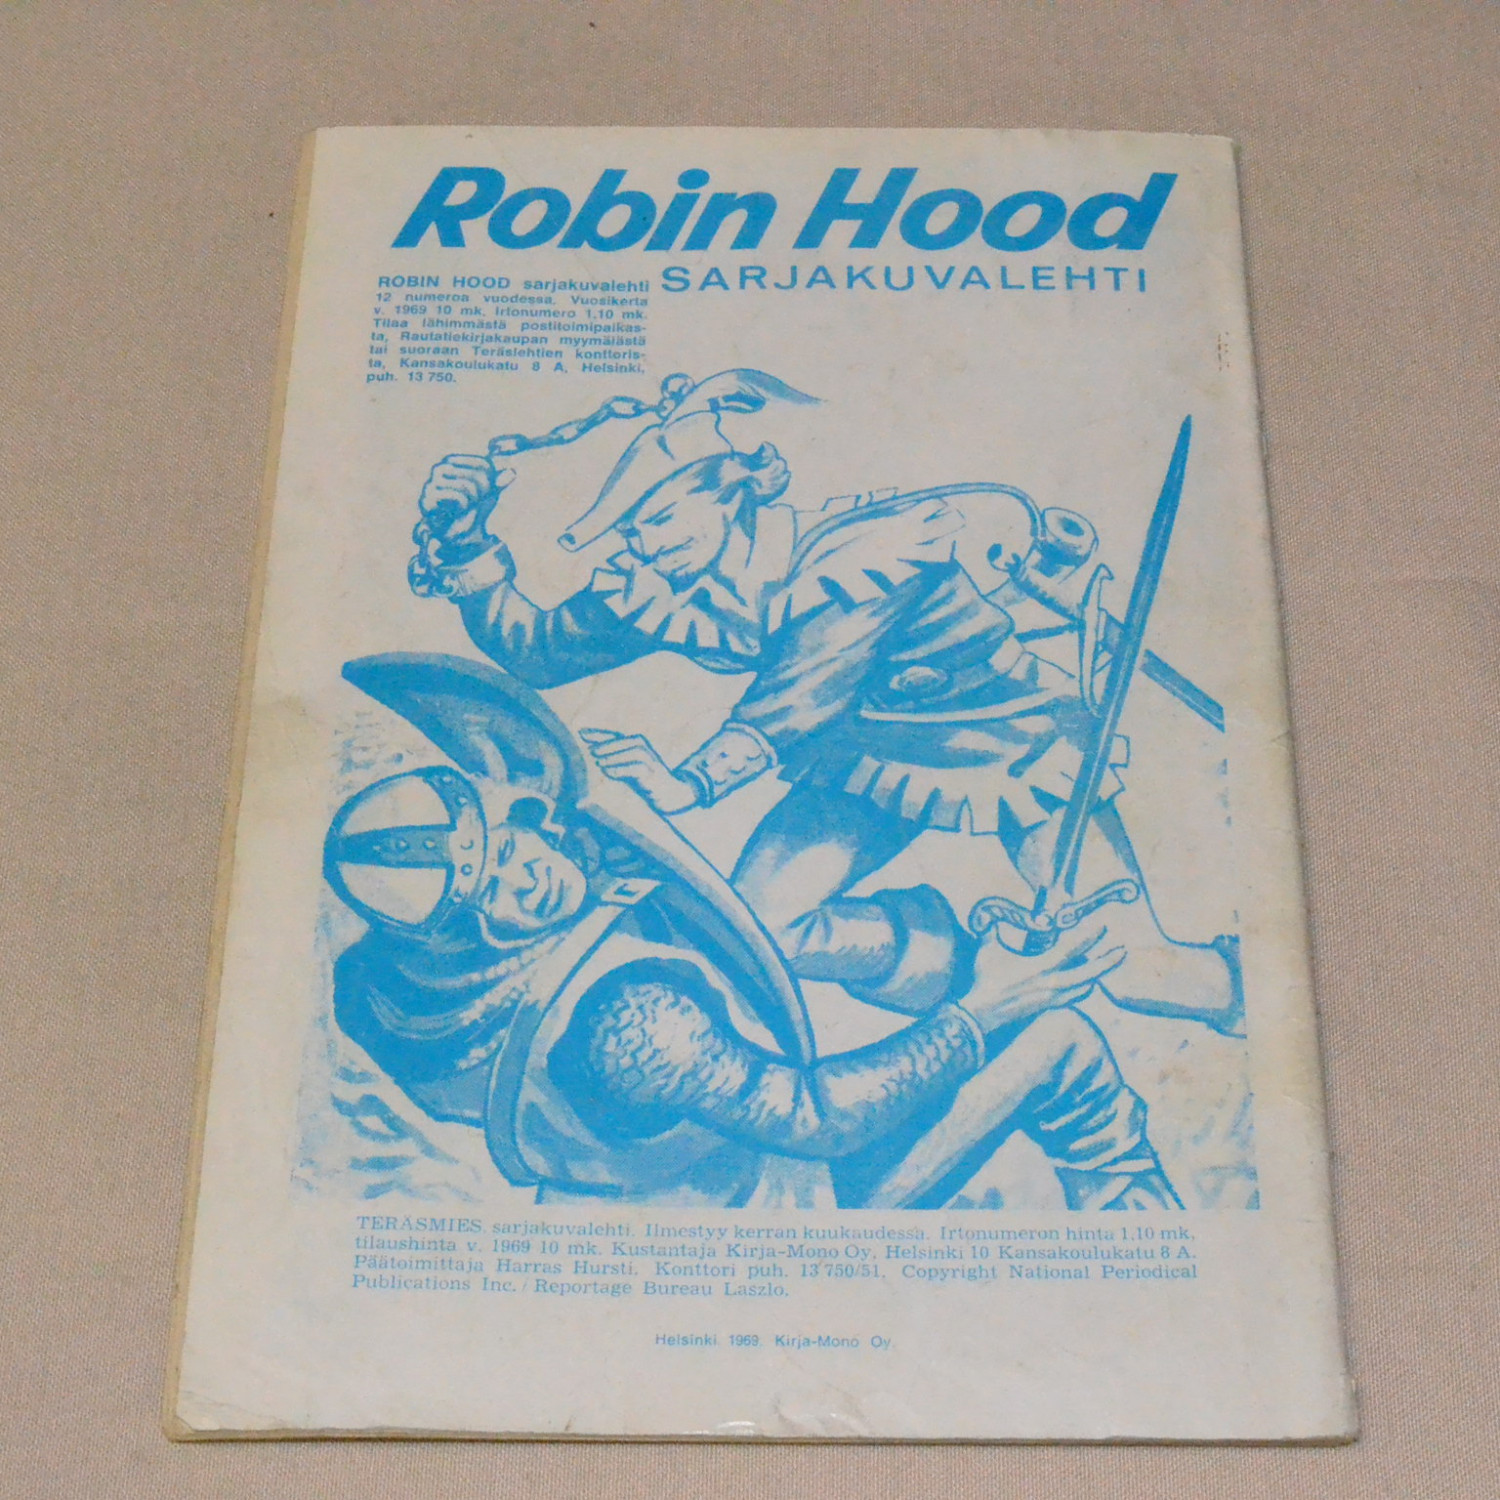 Robin Hood
SARJAKUVALEHTI
ROBIN HOOD sarjakuvalehti
12 numeroa vuodessa. Vuosikerta
v. 1969 10 mk. Irtonumero 1,10 mk.
Tilaa lähimmästä postitoimipaikas-
ta, Rautatiekirjakaupan myymälästä
tai suoraan Teräslehtien konttoris-
ta, Kansakoulukatu 8 A, Helsinki,
puh. 13 750.
TERÄSMIES. sarjakuvalehti. Ilmestyy kerran kuukaudessa. Irtonumeron hinta 1,10 mk,
tilaushinta v. 1969 10 mk. Kustantaja Kirja-Mono Oy, Helsinki 10 Kansakoulukatu 8 A.
Päätoimittaja Harras Hursti. Konttori puh. 13 750/51. Copyright National Periodical
Publications Inc. / Reportage Bureau Laszlo.
Helsinki 1969. Kirja-Mono Oy